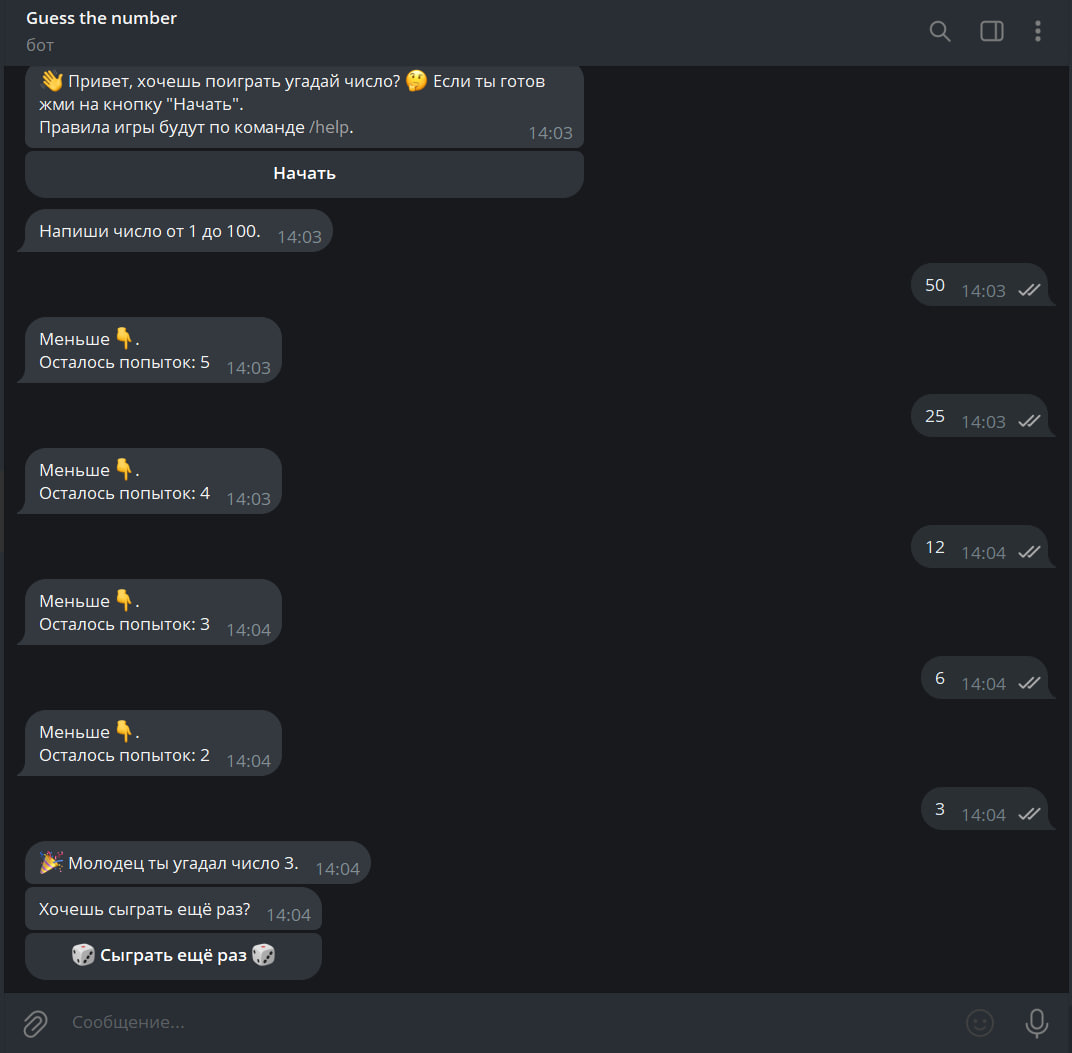 Guess the number
бот
👋 Привет, хочешь поиграть угадай число? 🤔 Если ты готов
жми на кнопку "Начать".
Правила игры будут по команде /help.
14:03
Начать
Напиши число от 1 до 100. 14:03
50 14:03
Меньше 👇.
Осталось попыток: 5 14:03
25 14:03
Меньше 👇.
Осталось попыток: 4 14:03
12 14:04
Меньше 👇.
Осталось попыток: 3 14:04
6 14:04
Меньше 👇.
Осталось попыток: 2 14:04
3 14:04
🎉 Молодец ты угадал число 3. 14:04
Хочешь сыграть ещё раз? 14:04
🎲 Сыграть ещё раз 🎲
Сообщение...